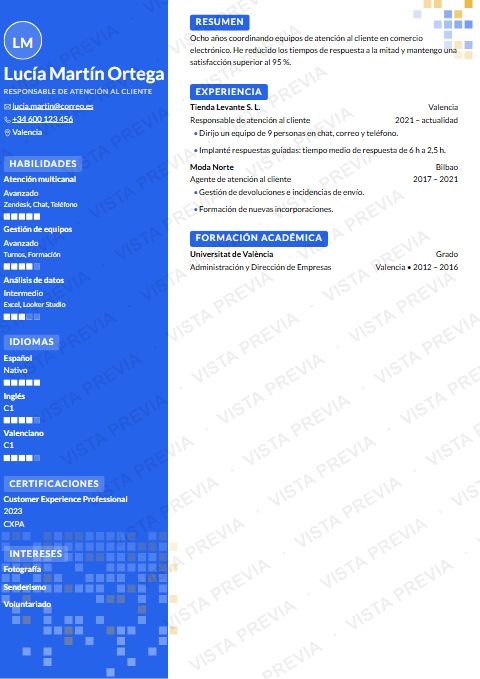 LM
Lucía Martín Ortega
RESPONSABLE DE ATENCIÓN AL CLIENTE
lucia.martin@correo.es
+34 600 123 456
Valencia
HABILIDADES
Atención multicanal
Avanzado
Zendesk, Chat, Teléfono
Gestión de equipos
Avanzado
Turnos, Formación
Análisis de datos
Intermedio
Excel, Looker Studio
IDIOMAS
Español
Nativo
Inglés
C1
Valenciano
C1
CERTIFICACIONES
Customer Experience Professional
2023
CXPA
INTERESES
Fotografía
Senderismo
Voluntariado
RESUMEN
Ocho años coordinando equipos de atención al cliente en comercio
electrónico. He reducido los tiempos de respuesta a la mitad y mantengo una
satisfacción superior al 95 %.
EXPERIENCIA
Tienda Levante S. L. Valencia
Responsable de atención al cliente 2021 – actualidad
• Dirijo un equipo de 9 personas en chat, correo y teléfono.
• Implanté respuestas guiadas: tiempo medio de respuesta de 6 h a 2,5 h.
Moda Norte Bilbao
Agente de atención al cliente 2017 – 2021
• Gestión de devoluciones e incidencias de envío.
• Formación de nuevas incorporaciones.
FORMACIÓN ACADÉMICA
Universitat de València Grado
Administración y Dirección de Empresas Valencia • 2012 – 2016
VISTA PREVIA